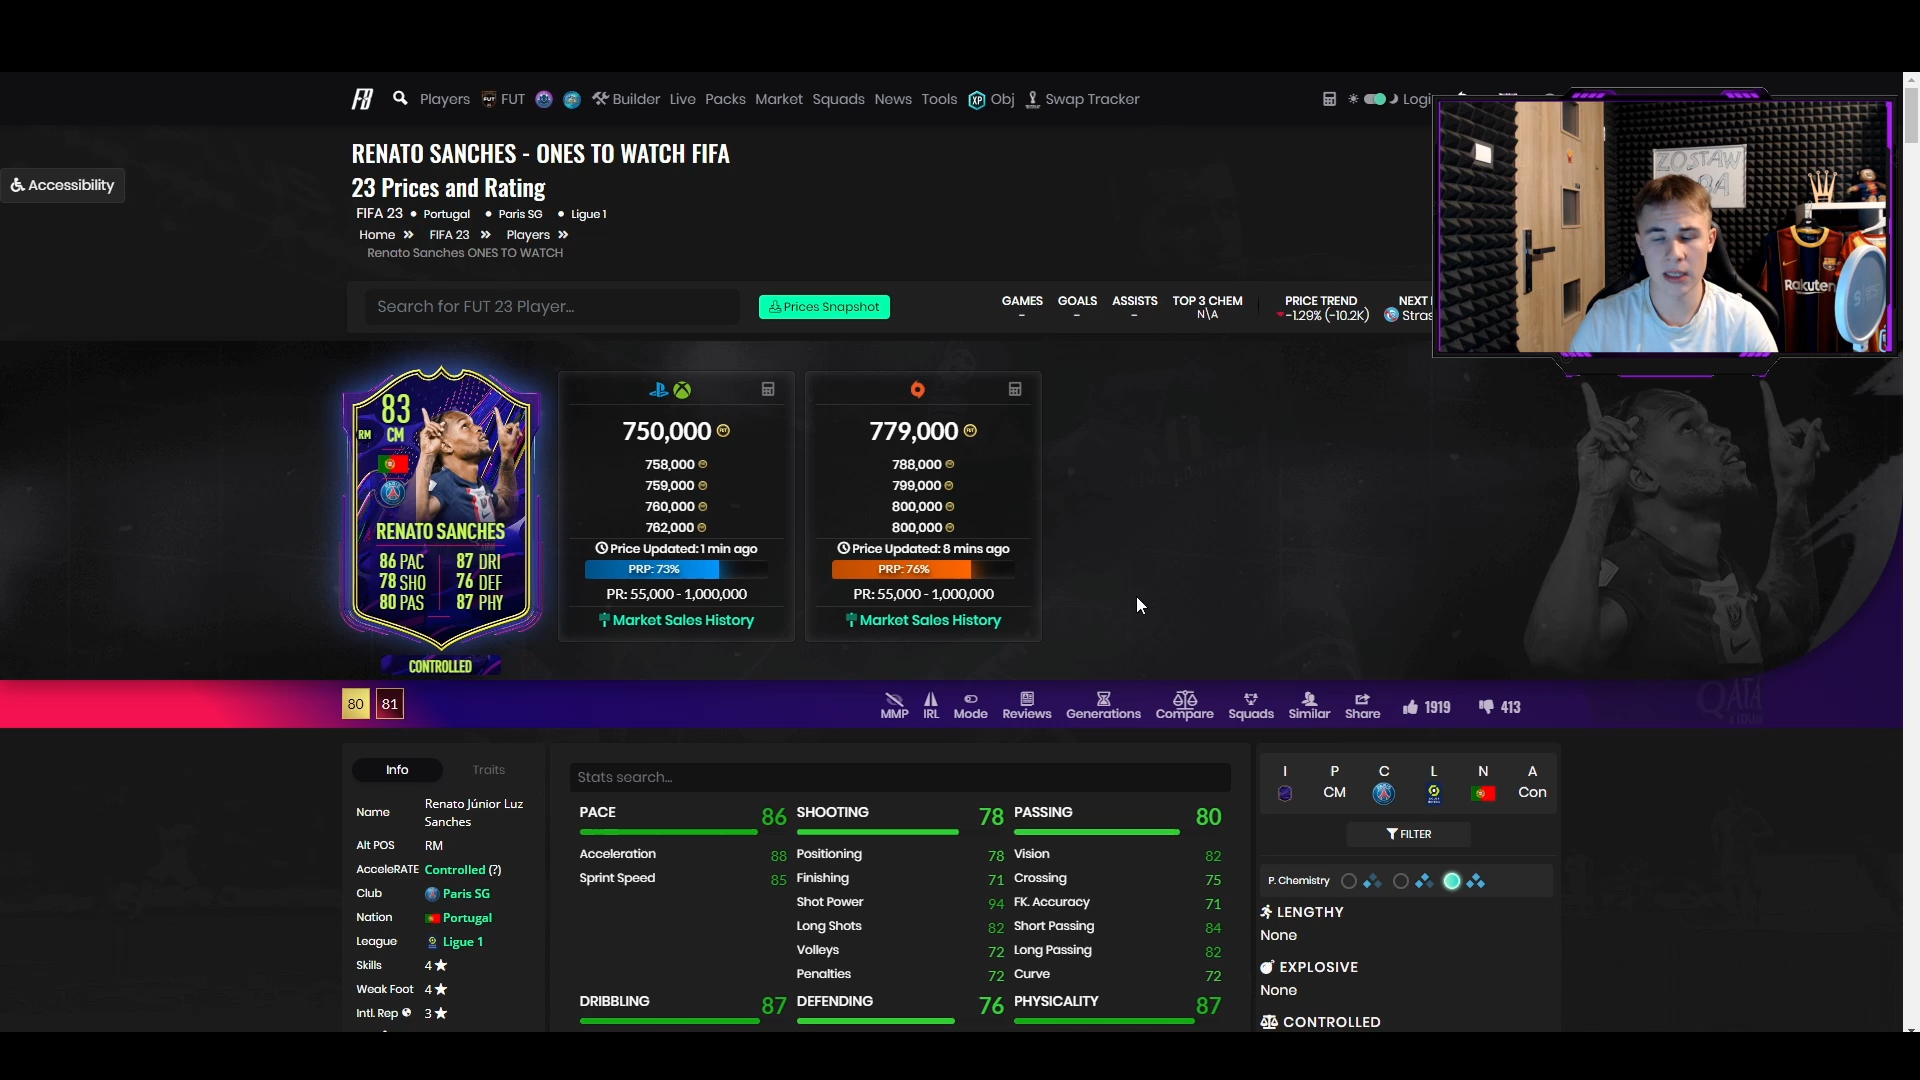 Players FUT Builder Live Packs Market Squads News Tools XP Obj Swap Tracker
Logi
RENATO SANCHES - ONES TO WATCH FIFA
23 Prices and Rating
Accessibility
FIFA 23 • Portugal • Paris SG • Ligue 1
Home » FIFA 23 » Players »
Renato Sanches ONES TO WATCH
Search for FUT 23 Player...
Prices Snapshot
GAMES GOALS ASSISTS TOP 3 CHEM PRICE TREND NEXT
- - - N\A -1.29% (-10.2K) Stras
ZOSTAW
Rakuten
83
CM
RM
RENATO SANCHES
86 PAC 87 DRI
78 SHO 76 DEF
80 PAS 87 PHY
CONTROLLED
750,000
758,000
759,000
760,000
762,000
Price Updated: 1 min ago
PRP: 73%
PR: 55,000 - 1,000,000
Market Sales History
779,000
788,000
799,000
800,000
800,000
Price Updated: 8 mins ago
PRP: 76%
PR: 55,000 - 1,000,000
Market Sales History
80 81
MMP IRL Mode Reviews Generations Compare Squads Similar Share 1919 413
Info Traits
Name Renato Júnior Luz
Sanches
Alt POS RM
AcceleRATE Controlled (?)
Club Paris SG
Nation Portugal
League Ligue 1
Skills 4
Weak Foot 4
Intl. Rep 3
Stats search...
PACE 86 SHOOTING 78 PASSING 80
Acceleration 88 Positioning 78 Vision 82
Sprint Speed 85 Finishing 71 Crossing 75
Shot Power 94 FK. Accuracy 71
Long Shots 82 Short Passing 84
Volleys 72 Long Passing 82
Penalties 72 Curve 72
DRIBBLING 87 DEFENDING 76 PHYSICALITY 87
I P C L N A
CM Con
FILTER
P. Chemistry
LENGTHY
None
EXPLOSIVE
None
CONTROLLED